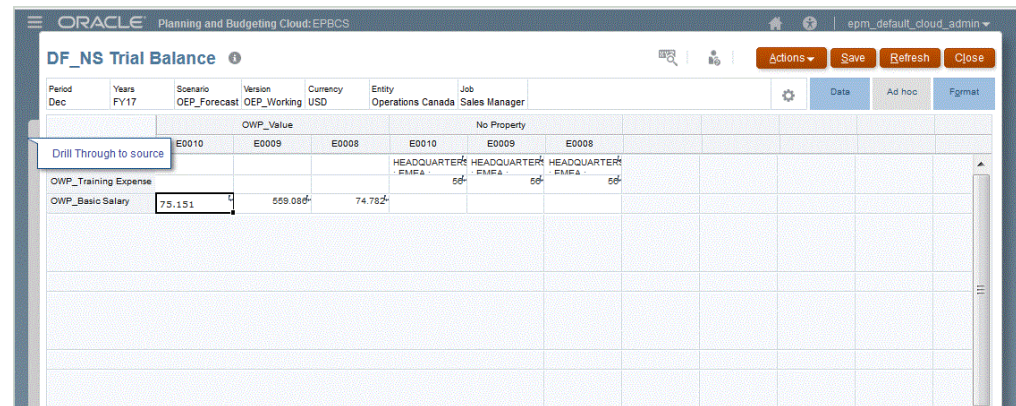 ORACLE® Planning and Budgeting Cloud: EPBCS epm_default_cloud_admin
DF_NS Trial Balance Actions Save Refresh Close
Period Years Scenario Version Currency Entity Job
Dec FY17 OEP_Forecast OEP_Working USD Operations Canada Sales Manager
Data Ad hoc Format
OWP_Value No Property
E0010 E0009 E0008 E0010 E0009 E0008
Drill Through to source
HEADQUARTERS HEADQUARTERS HEADQUARTERS
: EMEA : : EMEA : : EMEA :
OWP_Training Expense 56 56 56
OWP_Basic Salary 75.151 559.086 74.782